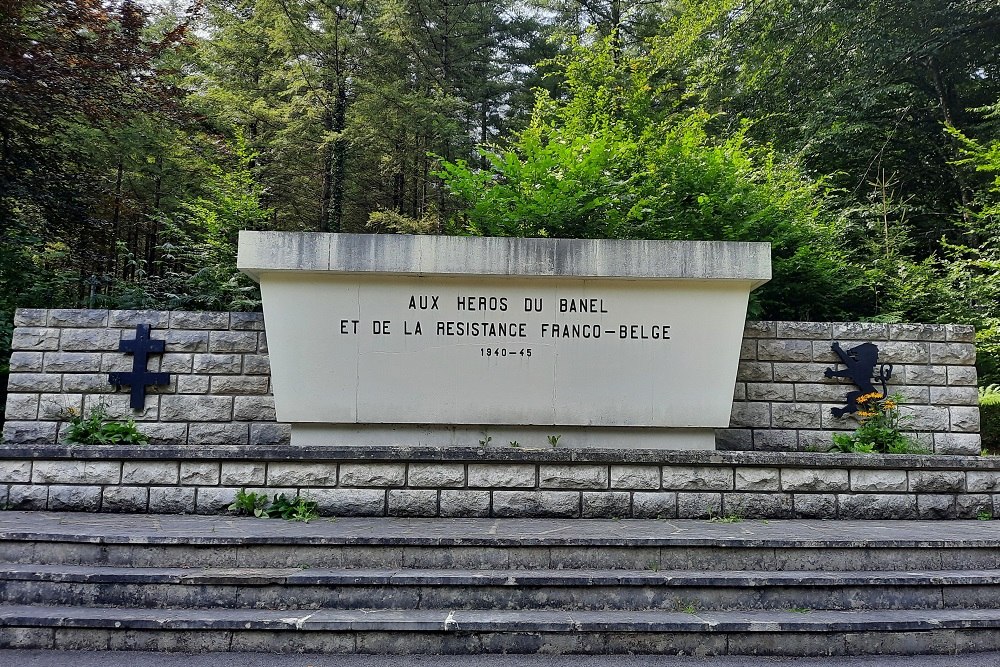 AUX HEROS DU BANEL
ET DE LA RESISTANCE FRANCO-BELGE
1940-45